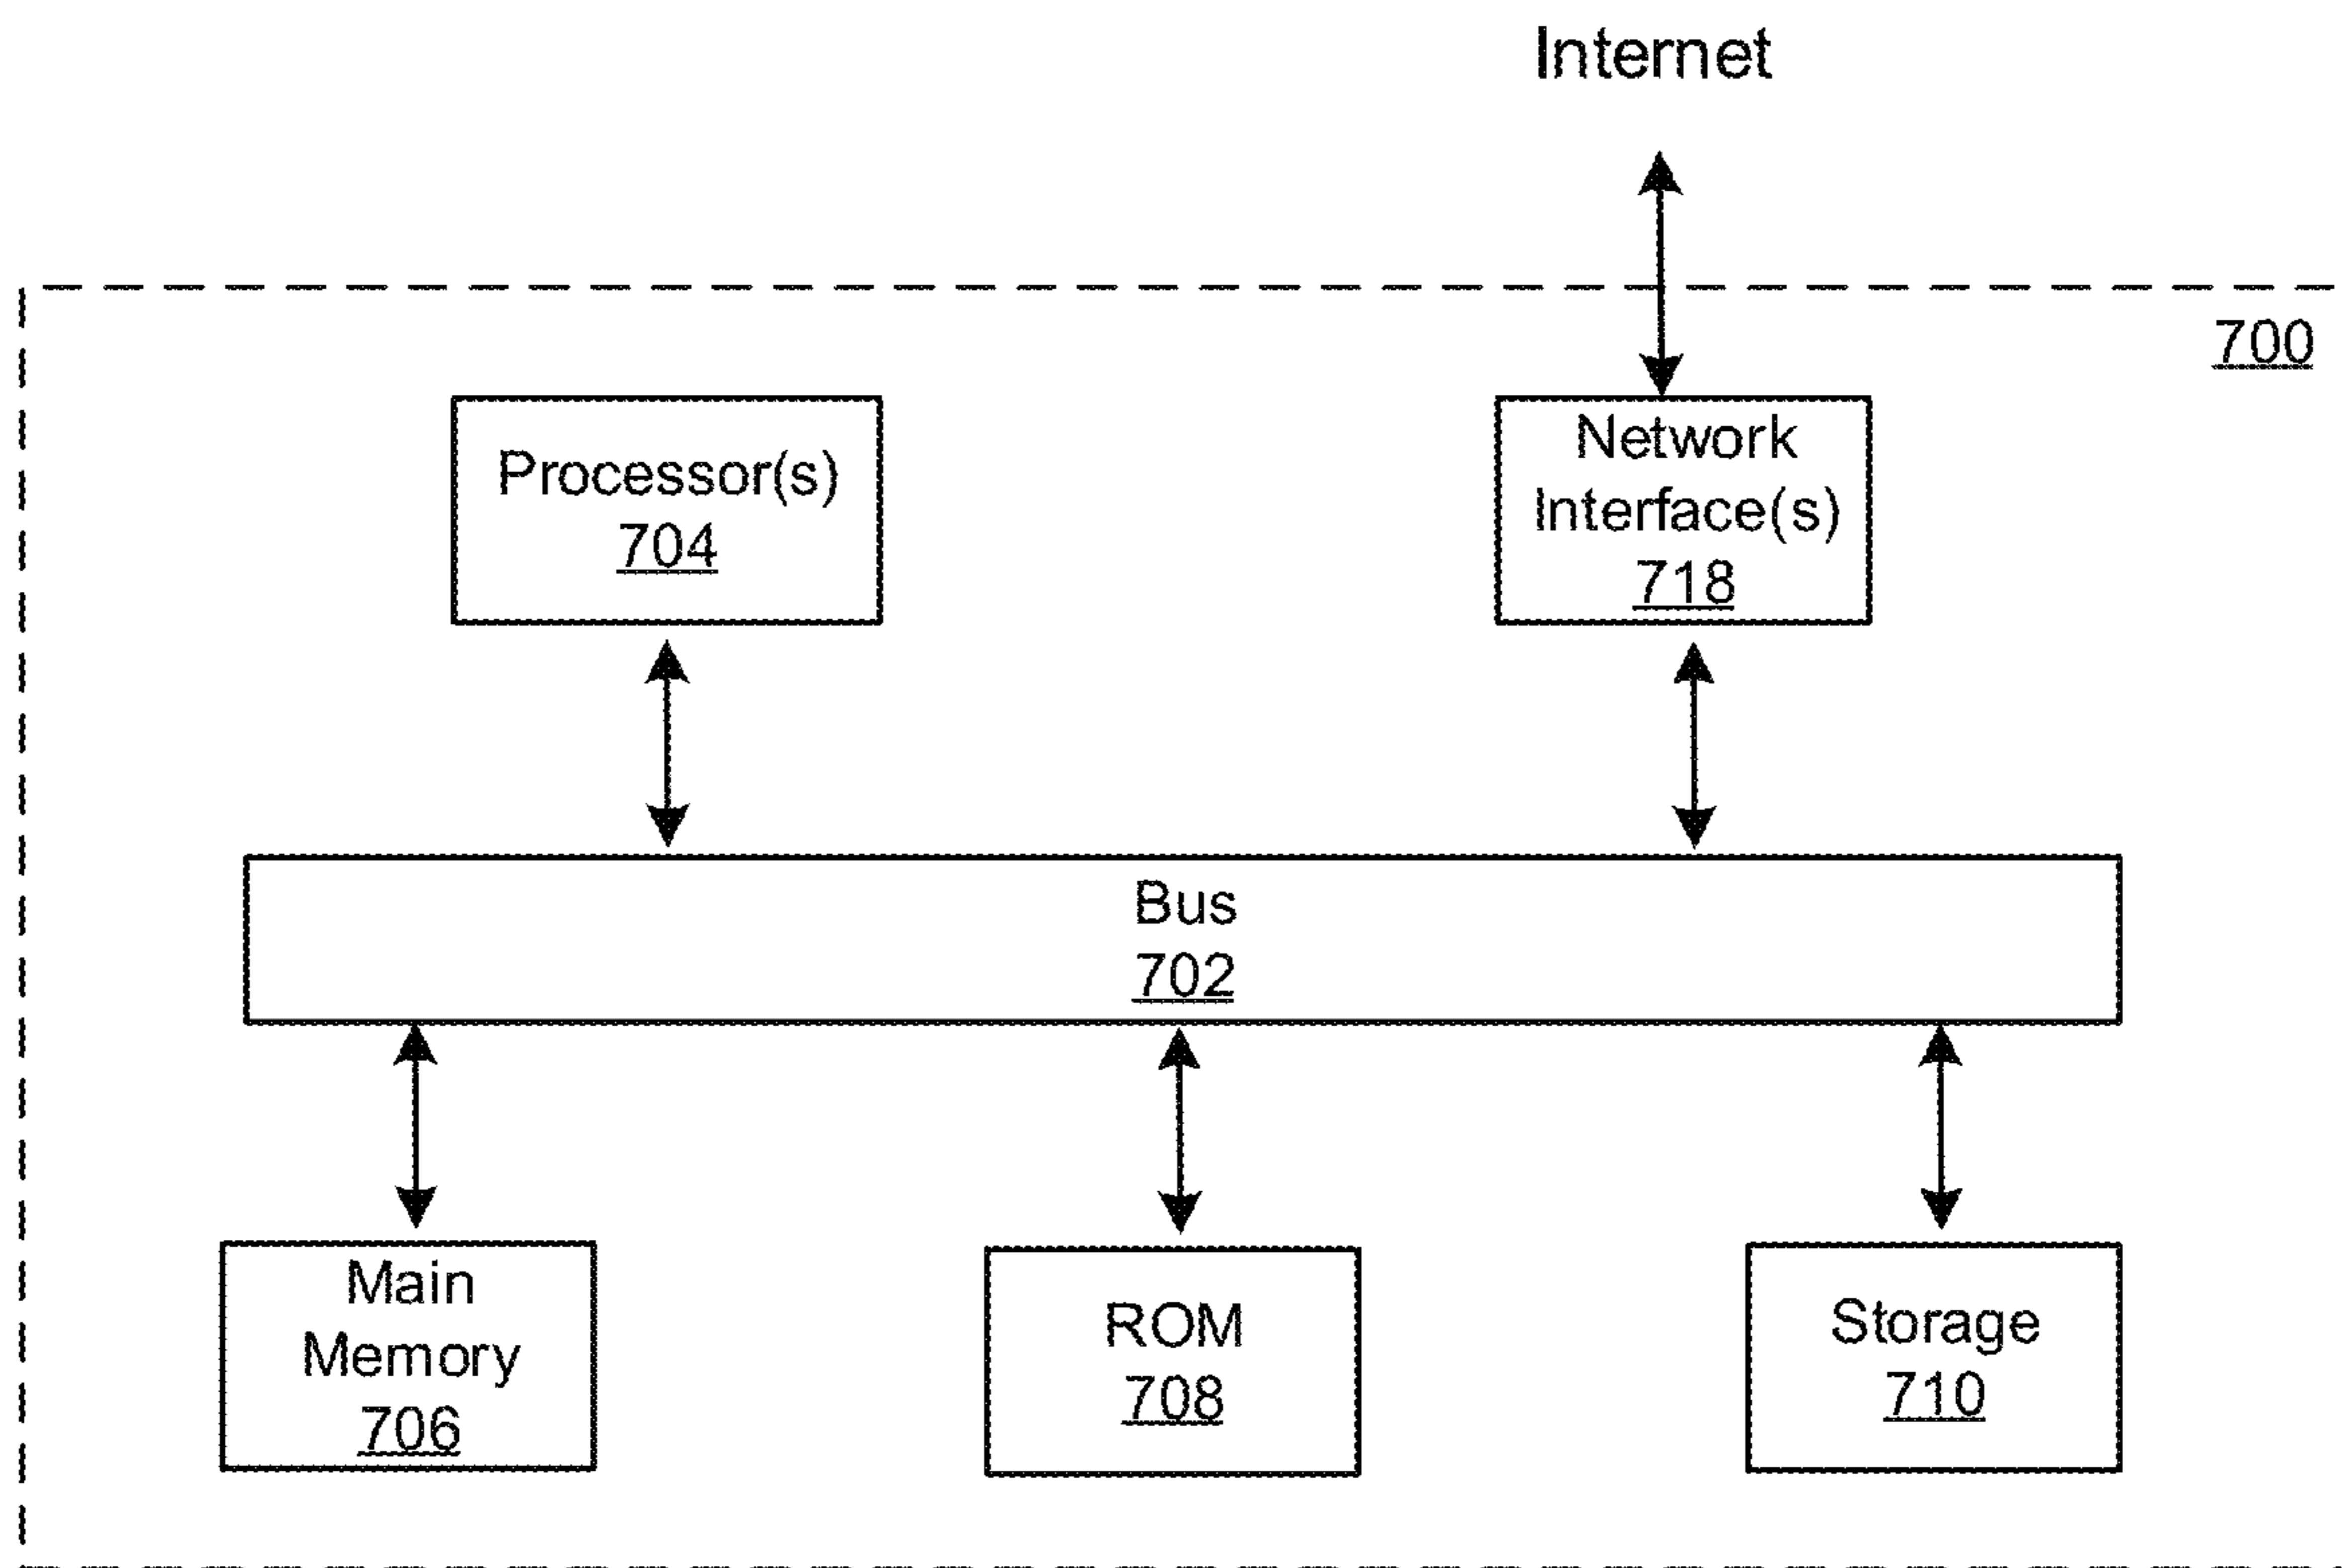 Internet
700
Processor(s)
704
Network
Interface(s)
718
Bus
702
Main
Memory
706
ROM
708
Storage
710